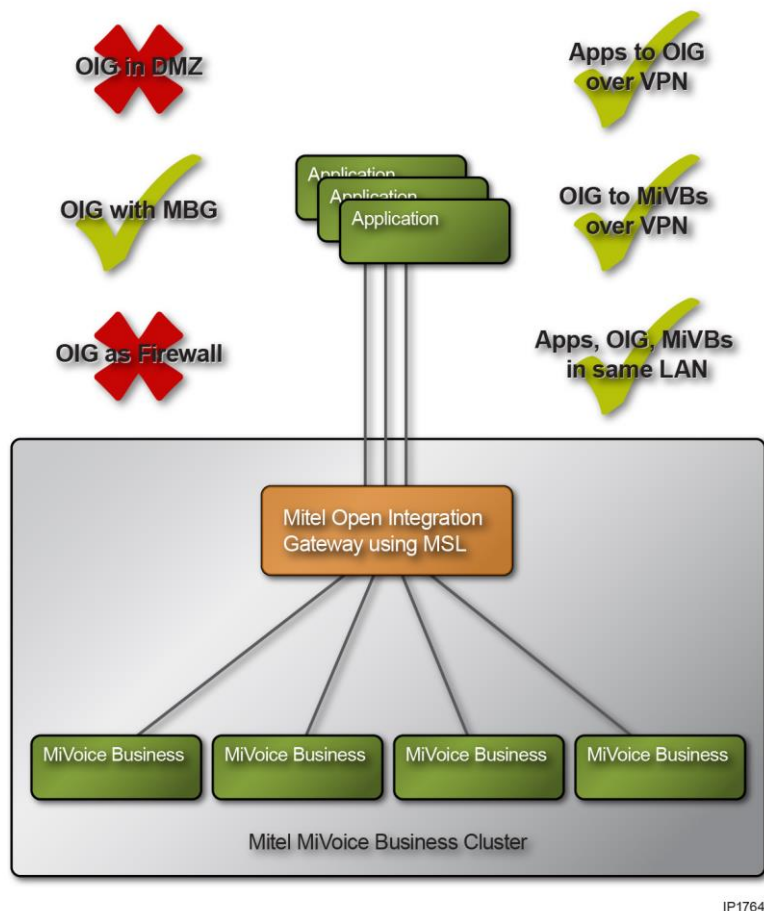 OIG in DMZ
Apps to OIG
over VPN
Application
Application
Application
OIG with MBG
OIG to MiVBs
over VPN
OIG as Firewall
Apps, OIG, MiVBs
in same LAN
Mitel Open Integration
Gateway using MSL
MiVoice Business
MiVoice Business
MiVoice Business
MiVoice Business
Mitel MiVoice Business Cluster
IP1764